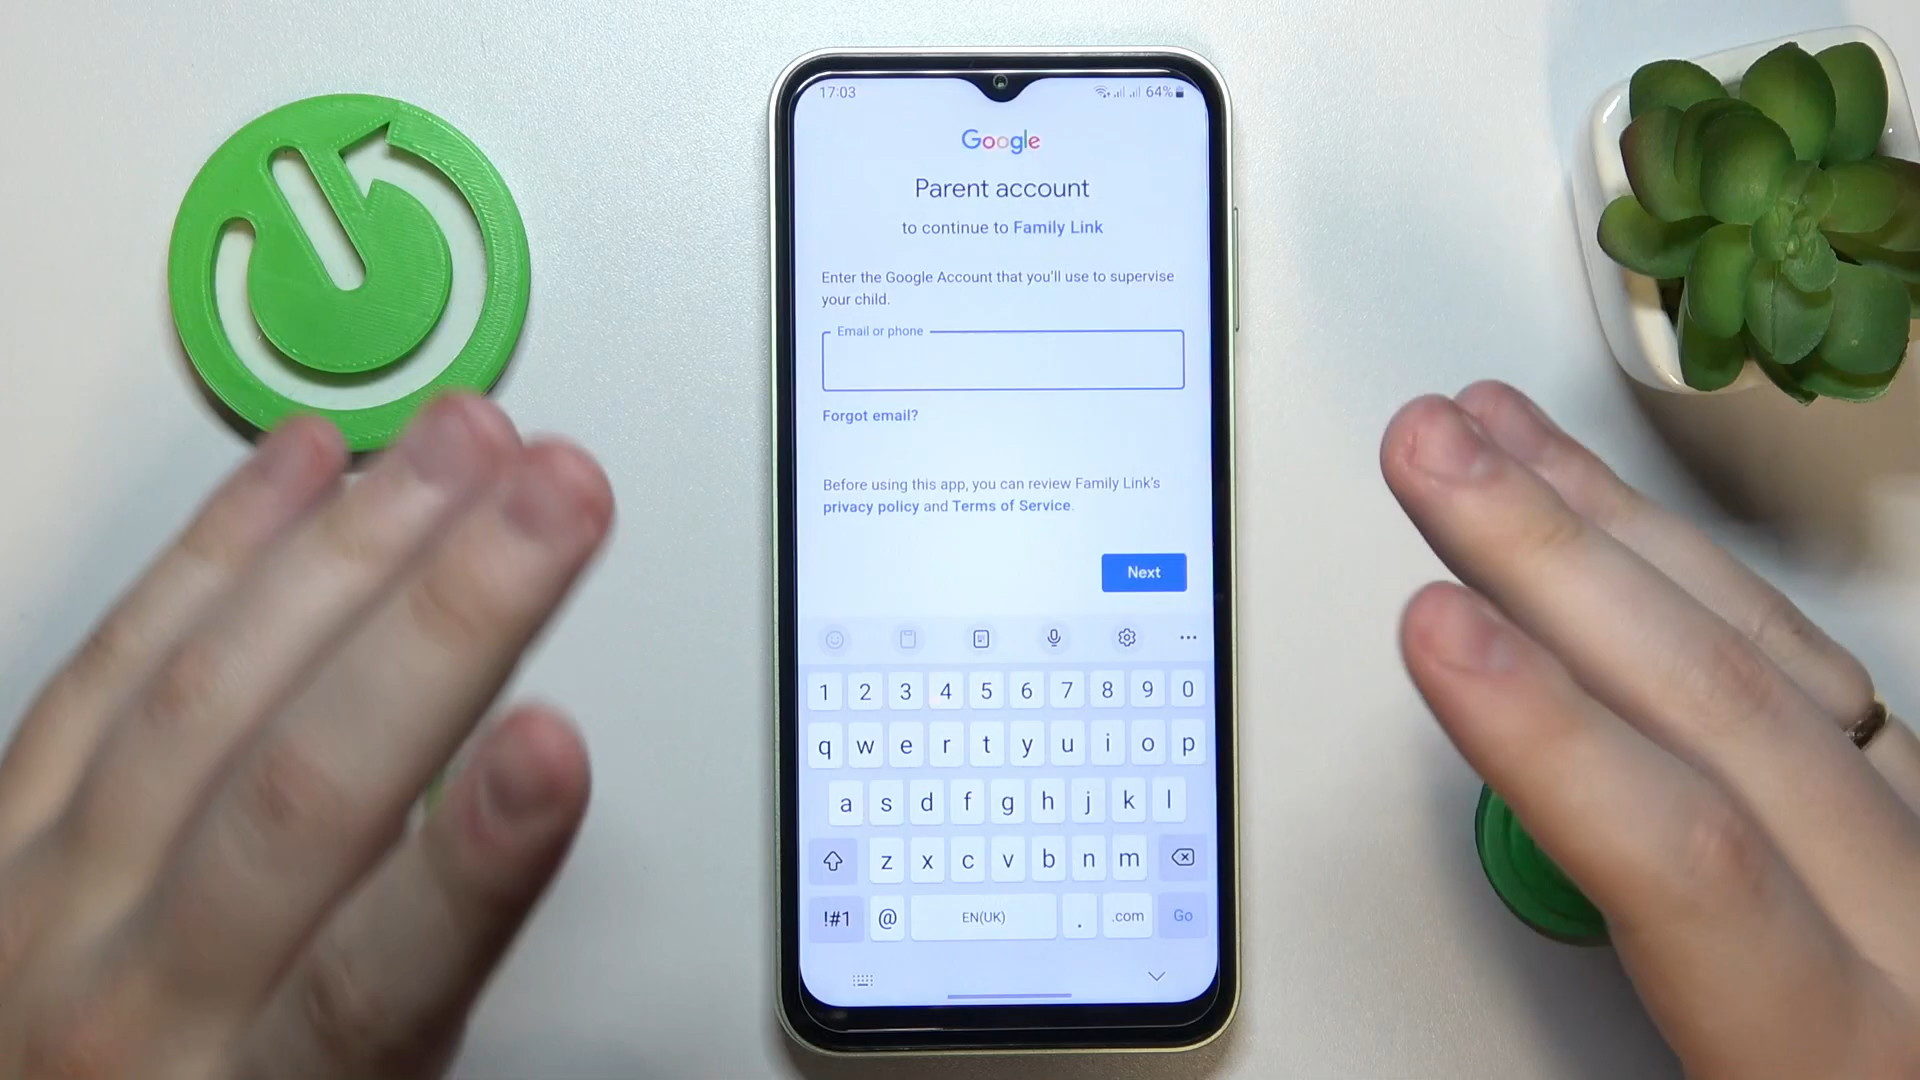 17:03
64%
Google
Parent account
to continue to Family Link
Enter the Google Account that you'll use to supervise
your child.
Email or phone
Forgot email?
Before using this app, you can review Family Link's
privacy policy and Terms of Service.
Next
1 2 3 4 5 6 7 8 9 0
q w e r t y u i o p
a s d f g h j k l
z x c v b n m
!#1 @ EN(UK) . .com Go